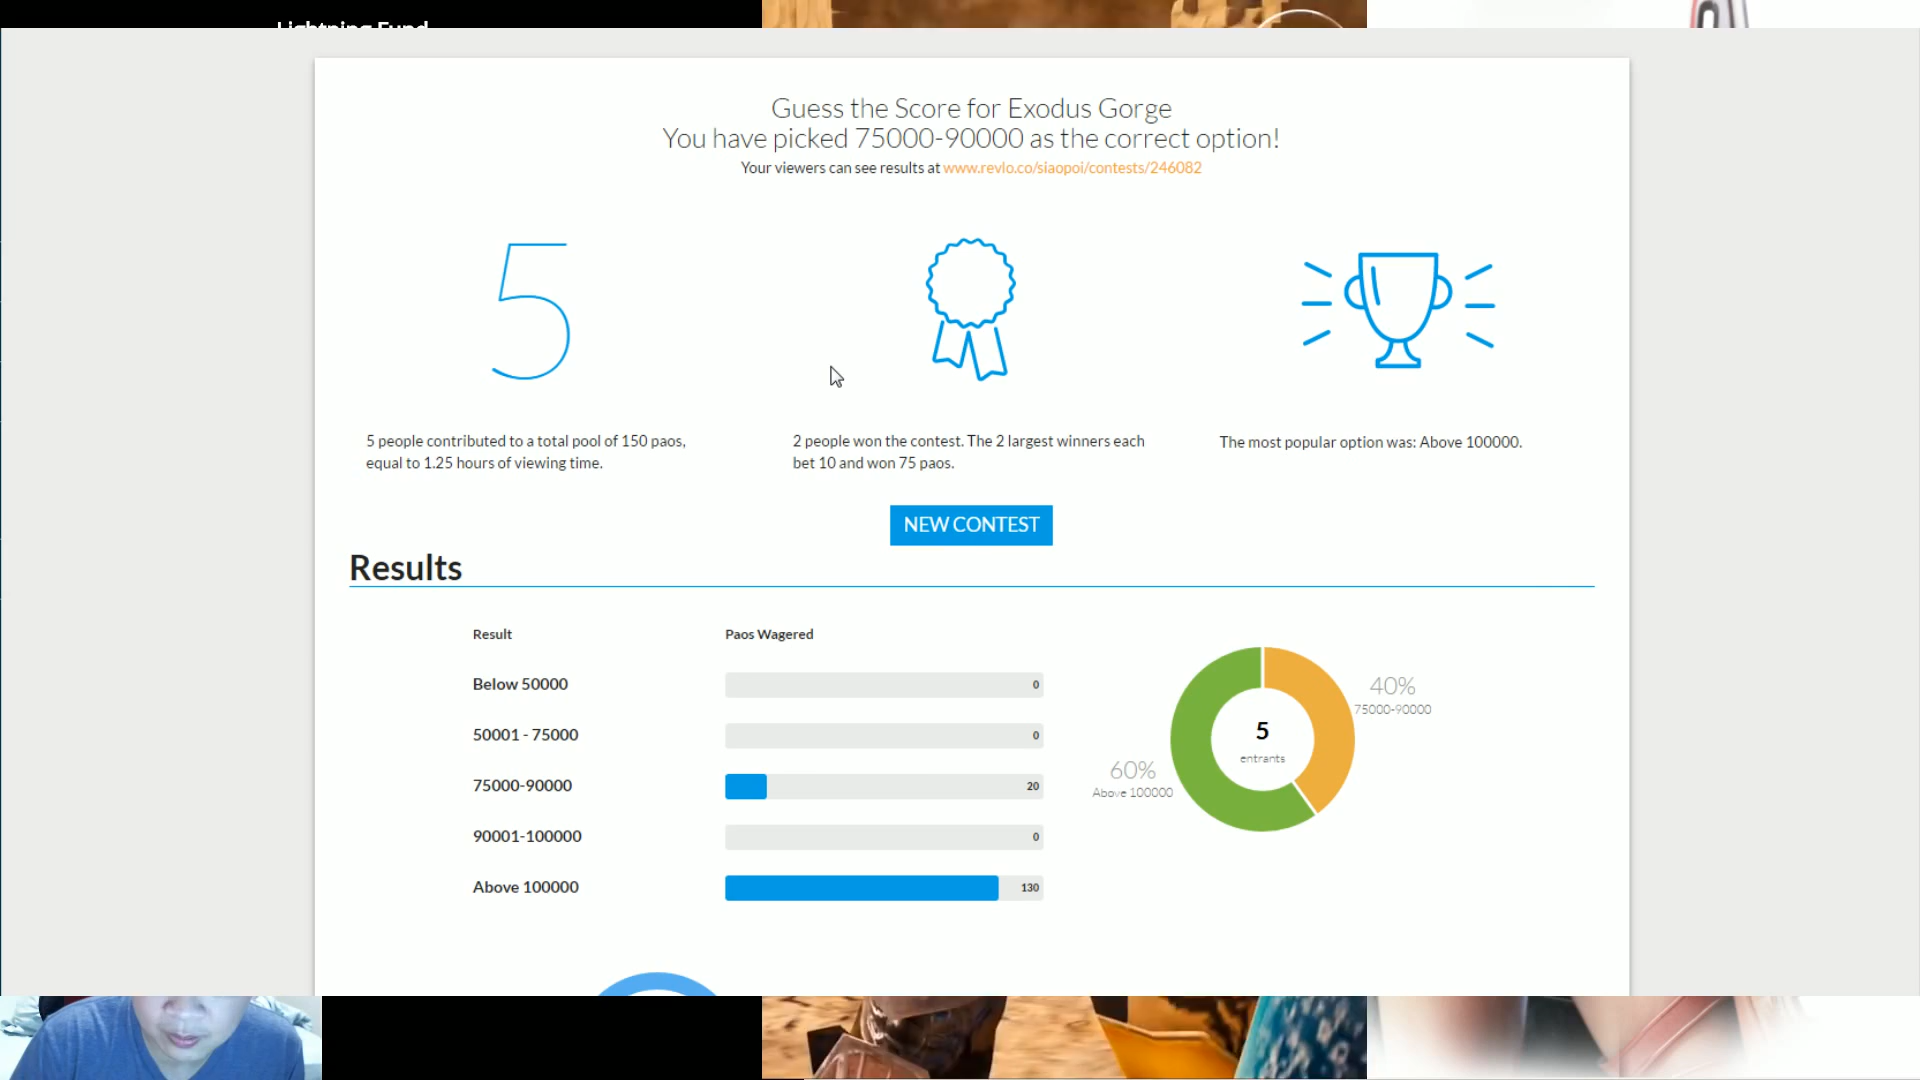 Lightning Fund
Guess the Score for Exodus Gorge
You have picked 75000-90000 as the correct option!
Your viewers can see results at www.revlo.co/siaopoi/contests/246082
5
5 people contributed to a total pool of 150 paos,
equal to 1.25 hours of viewing time.
2 people won the contest. The 2 largest winners each
bet 10 and won 75 paos.
The most popular option was: Above 100000.
NEW CONTEST
Results
Result Paos Wagered
Below 50000 0
50001 - 75000 0
75000-90000 20
90001-100000 0
Above 100000 130
40%
75000-90000
5
entrants
60%
Above 100000